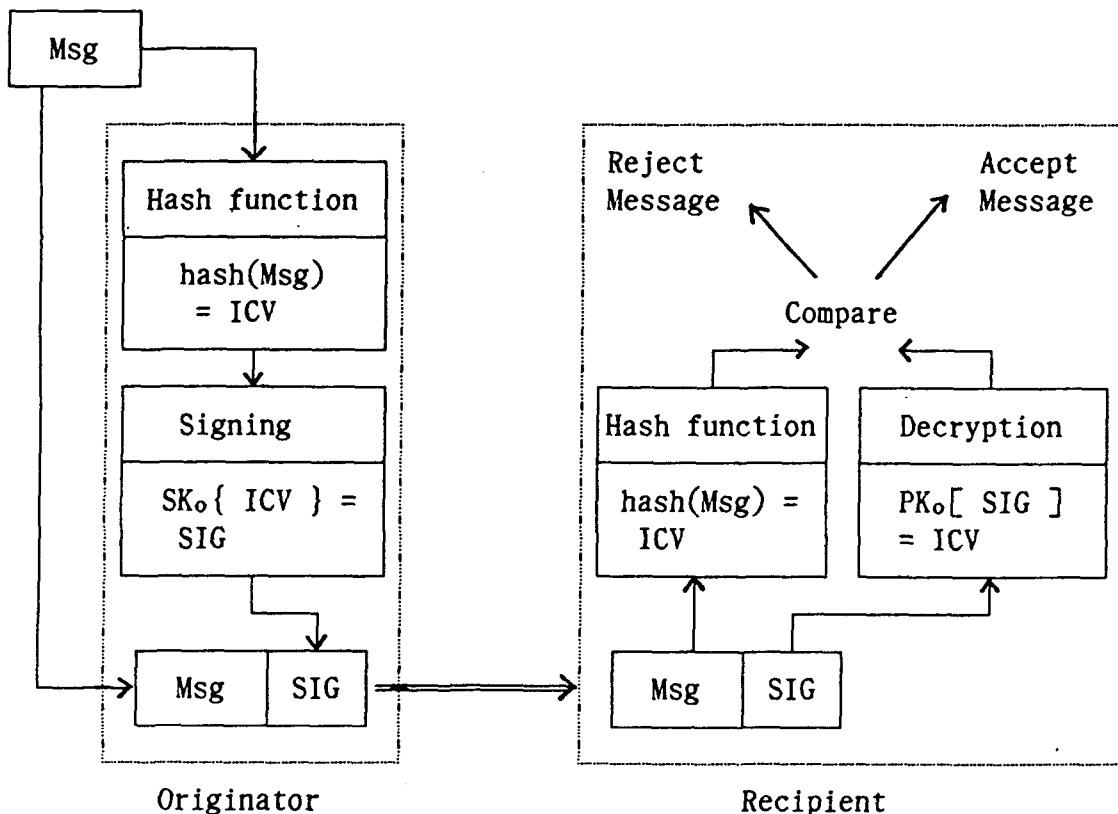 Msg
Hash function
hash(Msg)
= ICV
Signing
SKo{ ICV } =
SIG
Msg SIG
Originator
Reject
Message
Accept
Message
Compare
Hash function
hash(Msg) =
ICV
Decryption
PKo[ SIG ]
= ICV
Msg SIG
Recipient